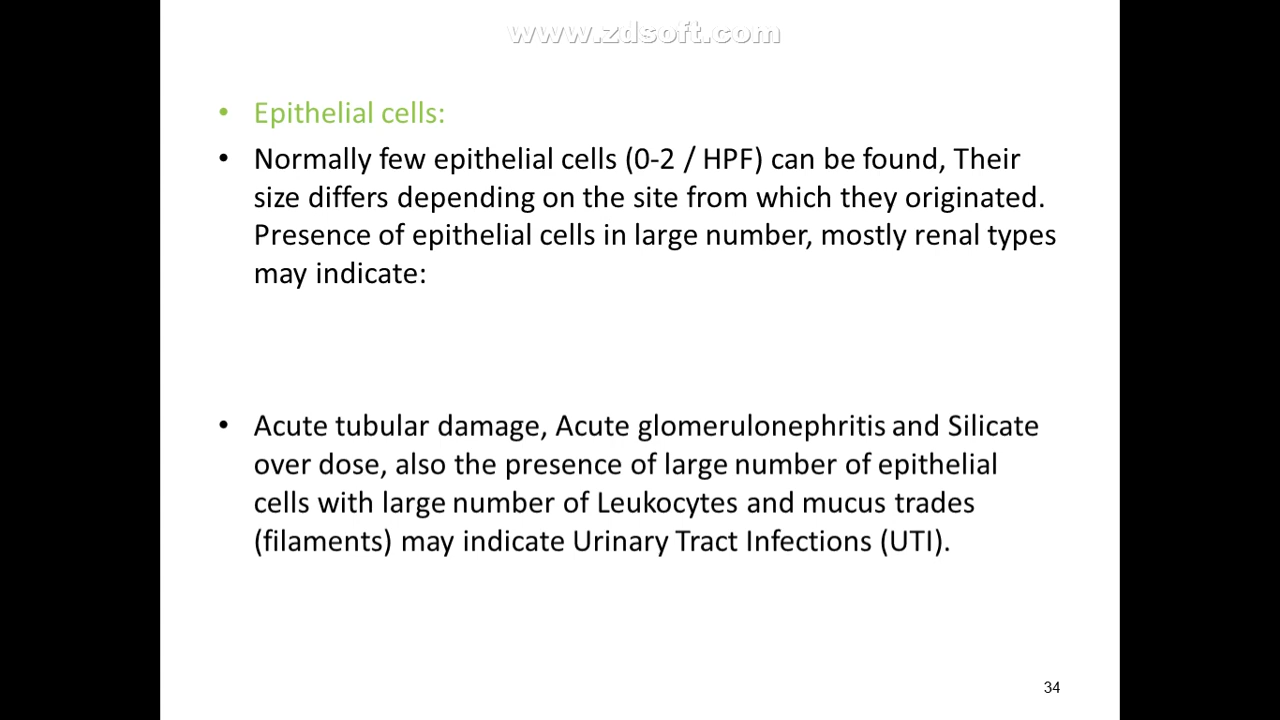 www.zdsoft.com
• Epithelial cells:
• Normally few epithelial cells (0-2 / HPF) can be found, Their
size differs depending on the site from which they originated.
Presence of epithelial cells in large number, mostly renal types
may indicate:
• Acute tubular damage, Acute glomerulonephritis and Silicate
over dose, also the presence of large number of epithelial
cells with large number of Leukocytes and mucus trades
(filaments) may indicate Urinary Tract Infections (UTI).
34